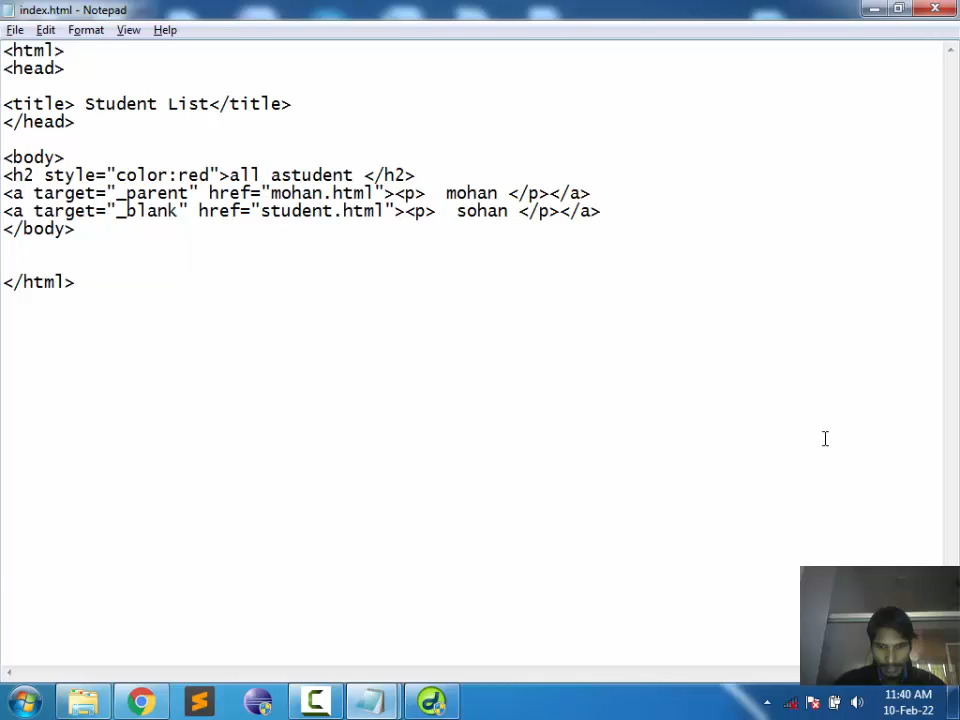 index.html - Notepad
File Edit Format View Help
<html>
<head>
<title> Student List</title>
</head>
<body>
<h2 style="color:red">all astudent </h2>
<a target="_parent" href="mohan.html"><p>  mohan </p></a>
<a target="_blank" href="student.html"><p>  sohan </p></a>
</body>
</html>
11:40 AM
10-Feb-22